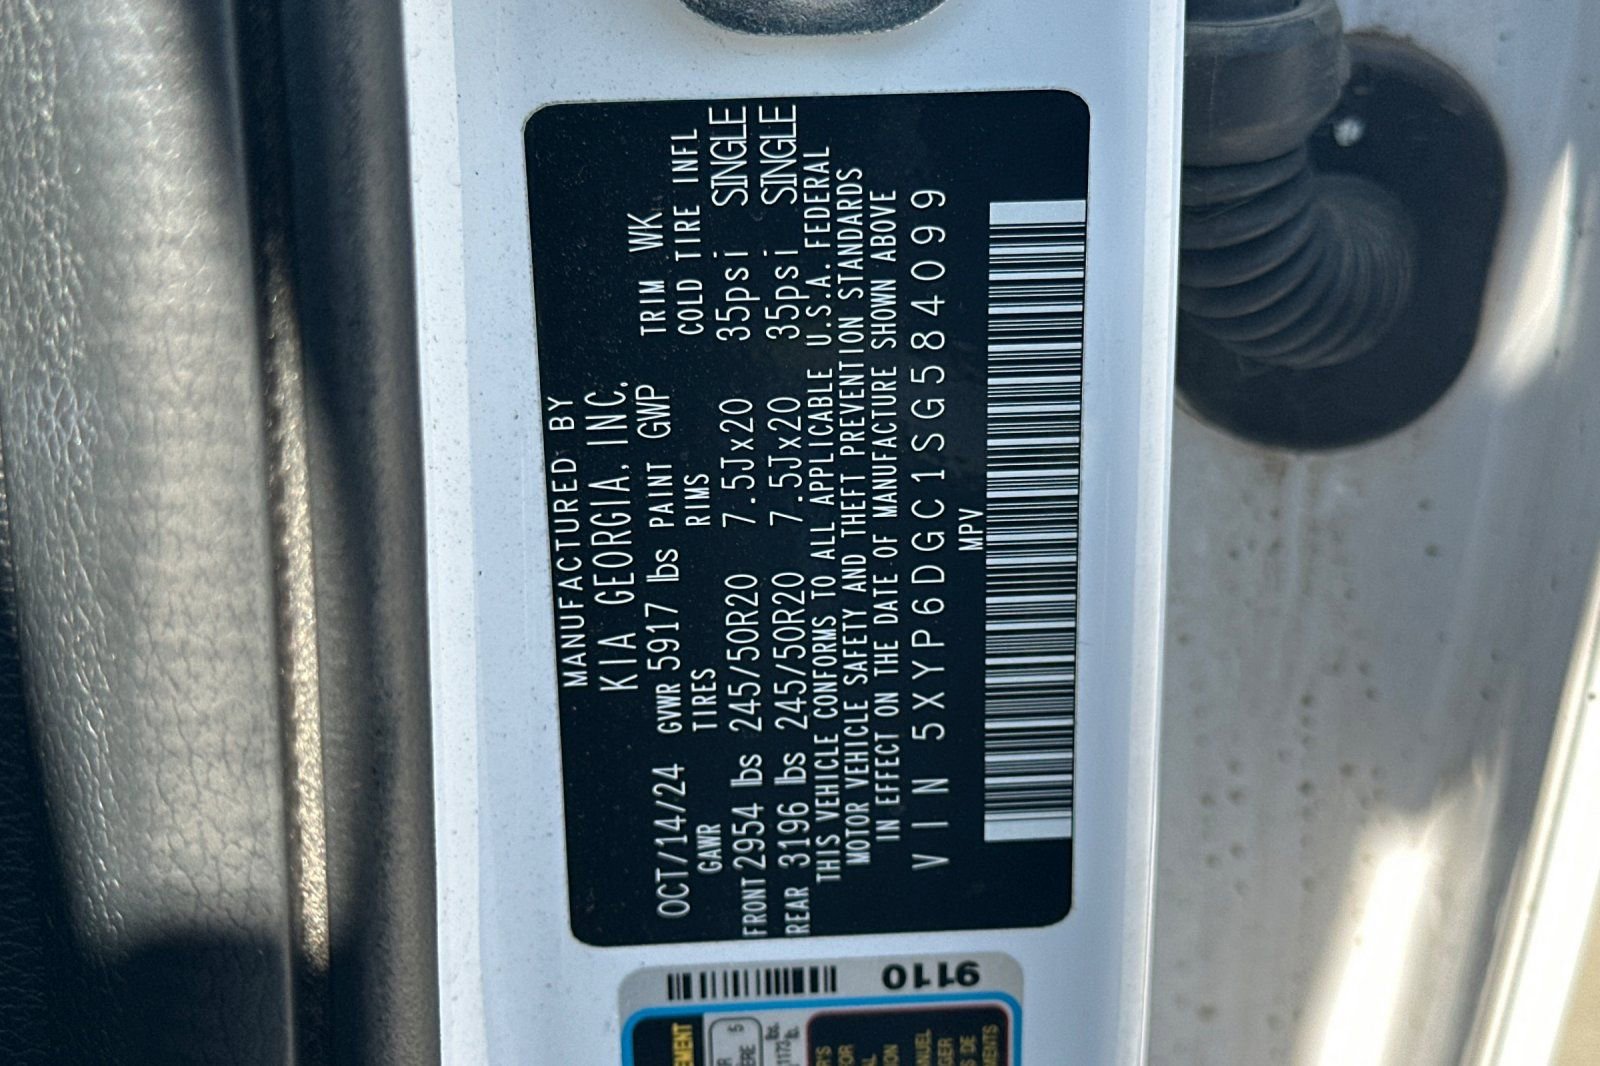 MANUFACTURED BY
KIA GEORGIA, INC.
OCT/14/24 GVWR 5917 lbs PAINT GWP TRIM WK
GAWR TIRES RIMS COLD TIRE INFL
FRONT 2954 lbs 245/50R20 7.5Jx20 35psi SINGLE
REAR 3196 lbs 245/50R20 7.5Jx20 35psi SINGLE
THIS VEHICLE CONFORMS TO ALL APPLICABLE U.S.A. FEDERAL
MOTOR VEHICLE SAFETY AND THEFT PREVENTION STANDARDS
IN EFFECT ON THE DATE OF MANUFACTURE SHOWN ABOVE
VIN 5XYP6DGC1SG584099
MPV
9110
5
MANUEL